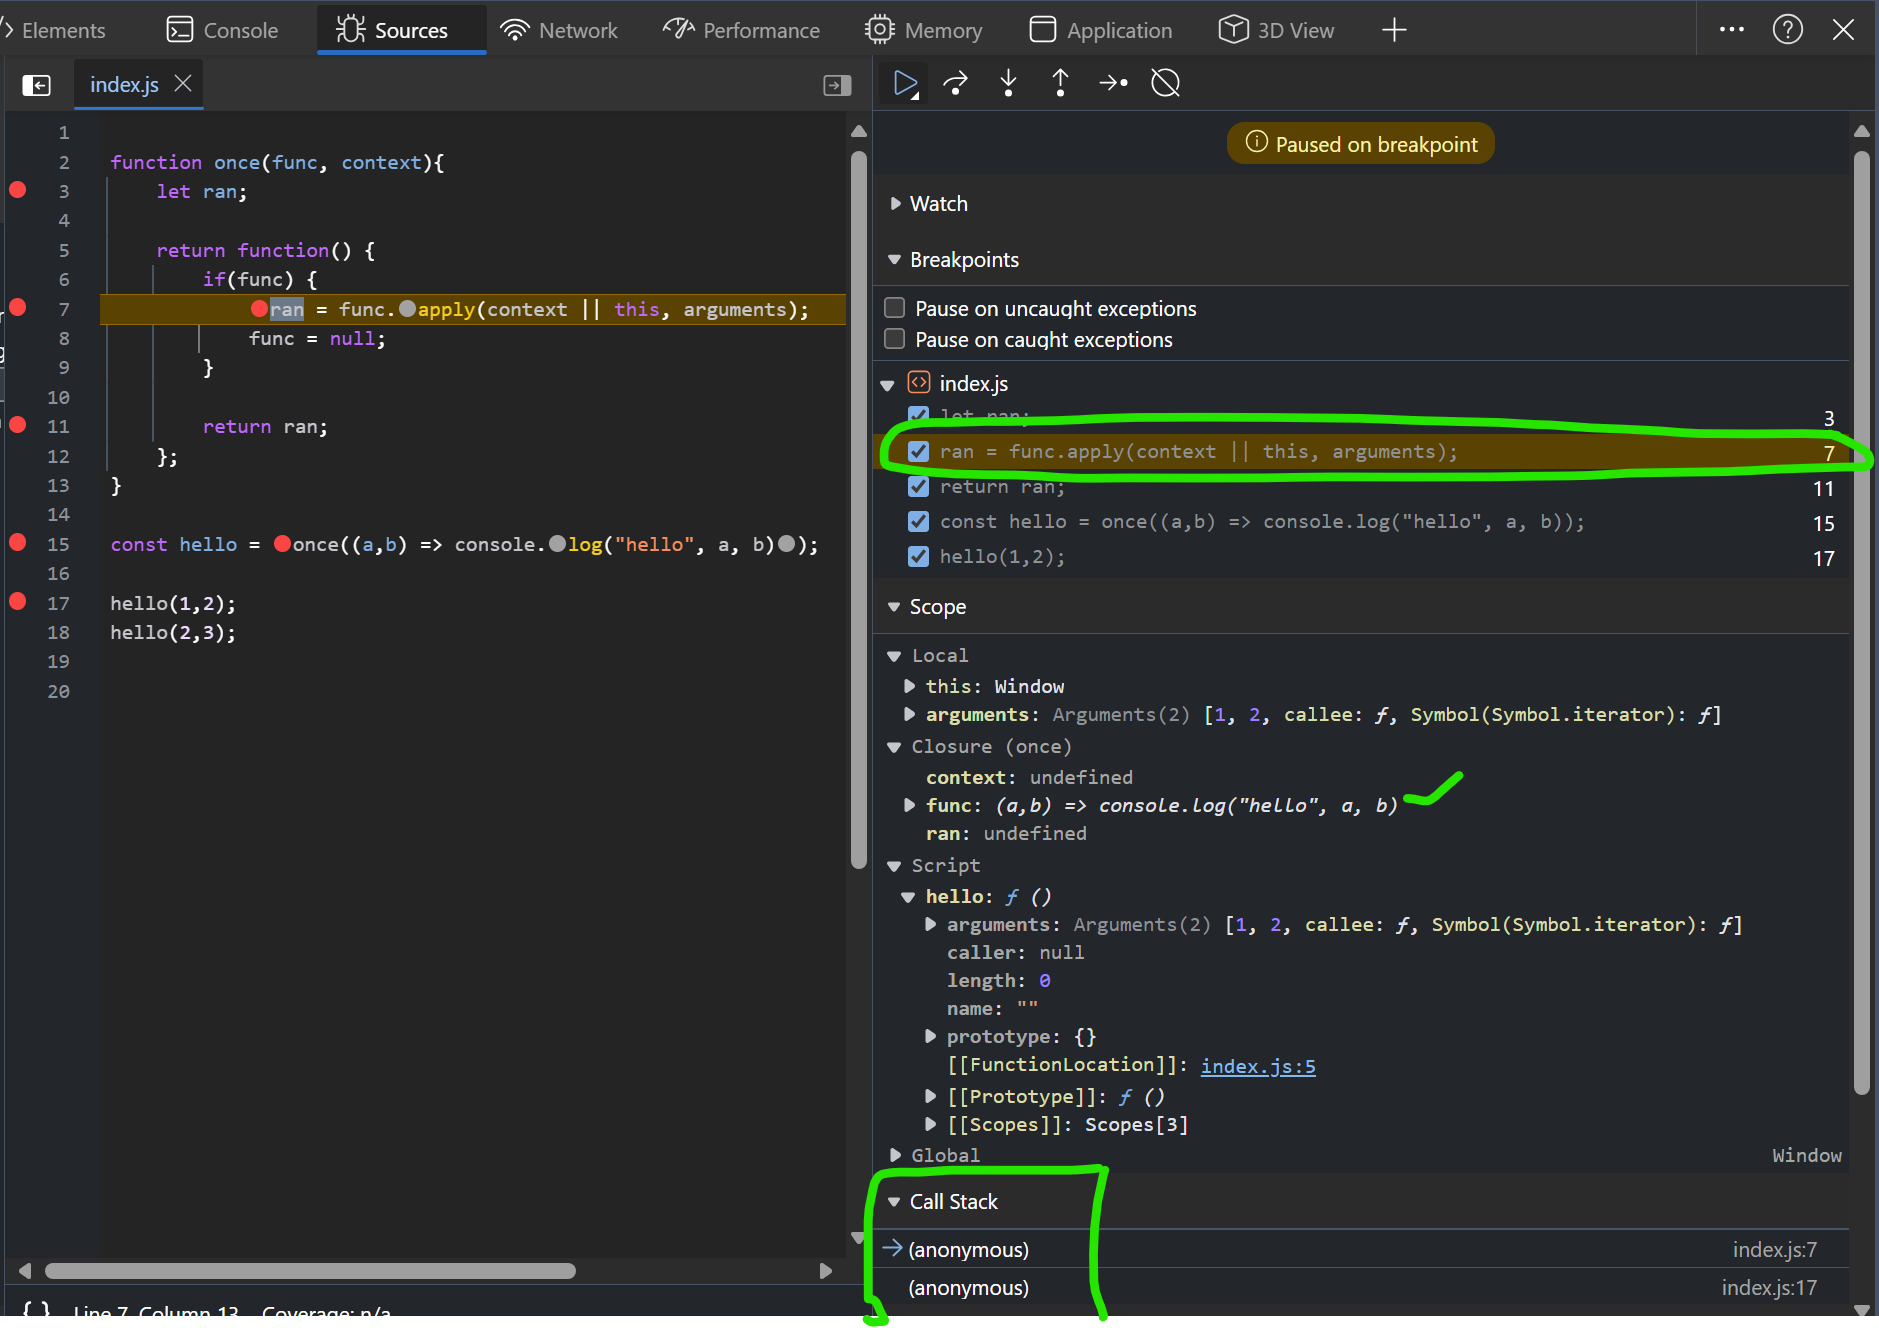 Elements Console Sources Network Performance Memory Application 3D View
index.js
Paused on breakpoint
1
2 function once(func, context){
3 let ran;
4
5 return function() {
6 if(func) {
7 ran = func.apply(context || this, arguments);
8 func = null;
9 }
10
11 return ran;
12 };
13 }
14
15 const hello = once((a,b) => console.log("hello", a, b));
16
17 hello(1,2);
18 hello(2,3);
19
20
{ } Line 7, Column 13 Coverage: n/a
Watch
Breakpoints
Pause on uncaught exceptions
Pause on caught exceptions
index.js
let ran; 3
ran = func.apply(context || this, arguments); 7
return ran; 11
const hello = once((a,b) => console.log("hello", a, b)); 15
hello(1,2); 17
Scope
Local
this: Window
arguments: Arguments(2) [1, 2, callee: ƒ, Symbol(Symbol.iterator): ƒ]
Closure (once)
context: undefined
func: (a,b) => console.log("hello", a, b)
ran: undefined
Script
hello: ƒ ()
arguments: Arguments(2) [1, 2, callee: ƒ, Symbol(Symbol.iterator): ƒ]
caller: null
length: 0
name: ""
prototype: {}
[[FunctionLocation]]: index.js:5
[[Prototype]]: ƒ ()
[[Scopes]]: Scopes[3]
Global Window
Call Stack
(anonymous) index.js:7
(anonymous) index.js:17